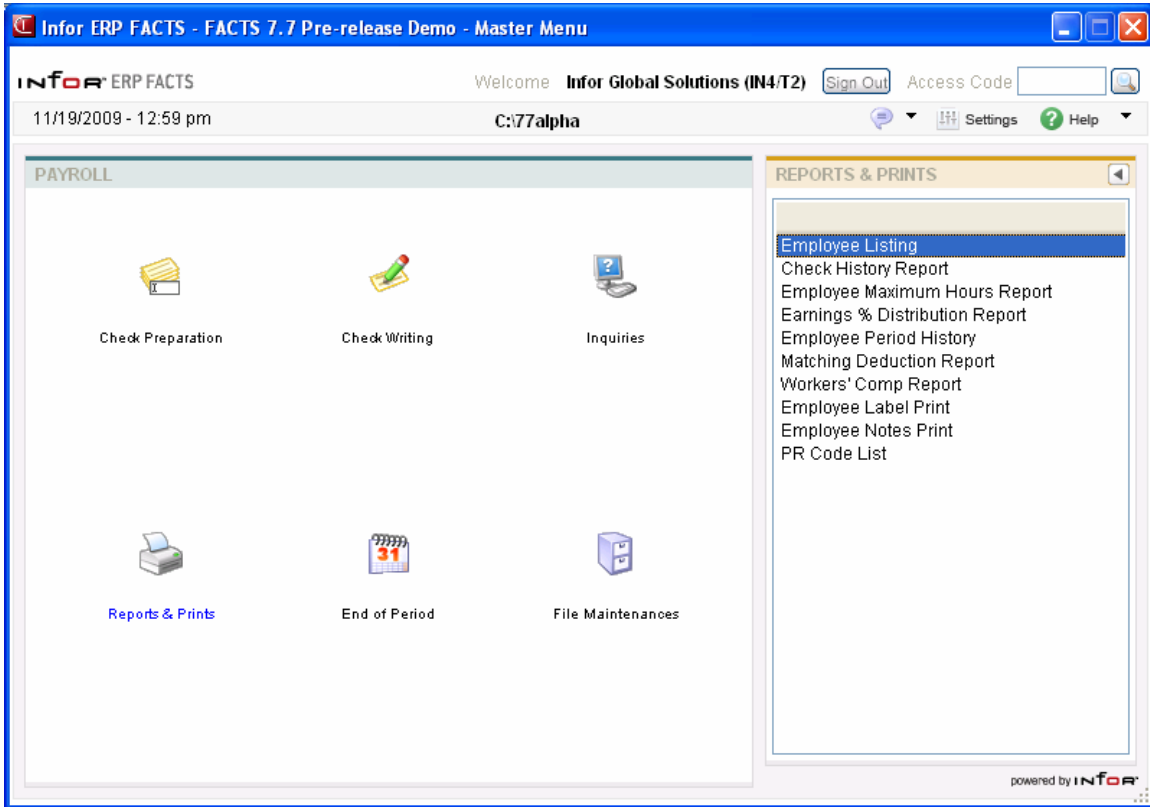 Infor ERP FACTS - FACTS 7.7 Pre-release Demo - Master Menu
infor ERP FACTS
Welcome Infor Global Solutions (IN4/T2) Sign Out Access Code
11/19/2009 - 12:59 pm C:\77alpha Settings Help
PAYROLL
Check Preparation
Check Writing
Inquiries
31
Reports & Prints
End of Period
File Maintenances
REPORTS & PRINTS
Employee Listing
Check History Report
Employee Maximum Hours Report
Earnings % Distribution Report
Employee Period History
Matching Deduction Report
Workers' Comp Report
Employee Label Print
Employee Notes Print
PR Code List
powered by infor